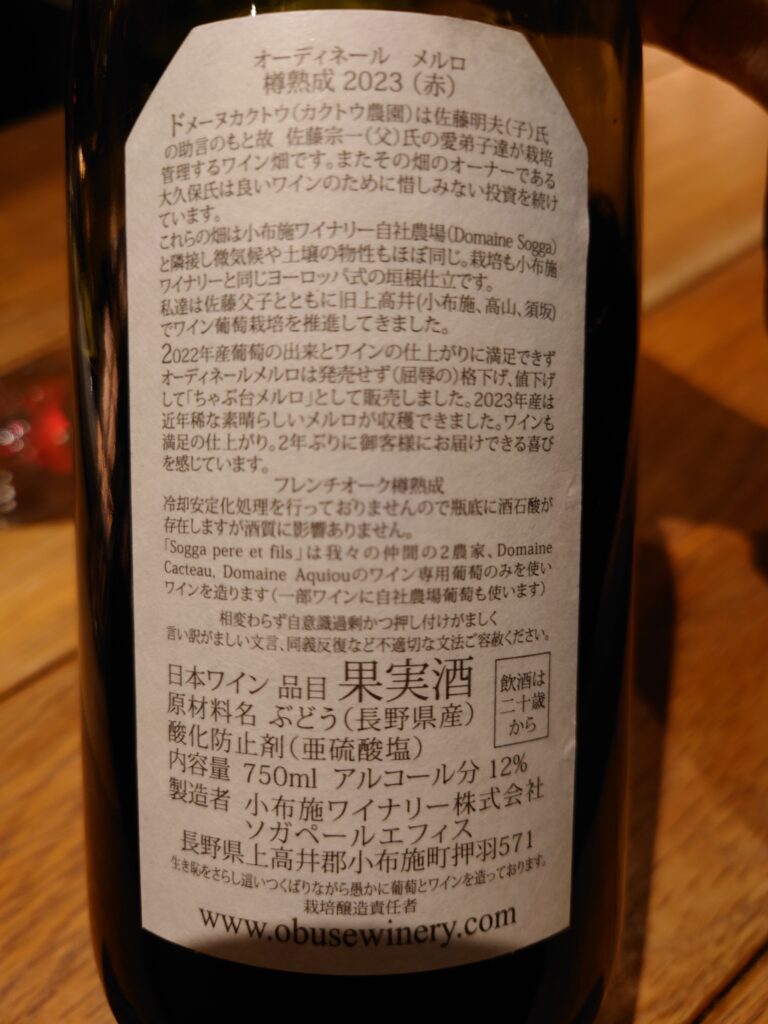 オーディネール　メルロ
樽熟成 2023（赤）
ドメーヌカクトウ（カクトウ農園）は佐藤明夫（子）氏
の助言のもと故　佐藤宗一（父）氏の愛弟子達が栽培
管理するワイン畑です。またその畑のオーナーである
大久保氏は良いワインのために惜しみない投資を続け
ています。
これらの畑は小布施ワイナリー自社農場（Domaine Sogga）
と隣接し微気候や土壌の物性もほぼ同じ。栽培も小布施
ワイナリーと同じヨーロッパ式の垣根仕立です。
私達は佐藤父子とともに旧上高井(小布施、高山、須坂)
でワイン葡萄栽培を推進してきました。
2022年産葡萄の出来とワインの仕上がりに満足できず
オーディネールメルロは発売せず（屈辱の）格下げ、値下げ
して「ちゃぶ台メルロ」として販売しました。2023年産は
近年稀な素晴らしいメルロが収穫できました。ワインも
満足の仕上がり。2年ぶりに御客様にお届けできる喜び
を感じています。
フレンチオーク樽熟成
冷却安定化処理を行っておりませんので瓶底に酒石酸が
存在しますが酒質に影響ありません。
「Sogga pere et fils」は我々の仲間の2農家、Domaine
Cacteau, Domaine Aquiouのワイン専用葡萄のみを使い
ワインを造ります（一部ワインに自社農場葡萄も使います）
相変わらず自意識過剰かつ押し付けがましく
言い訳がましい文言、同義反復など不適切な文法ご容赦ください。
日本ワイン 品目 果実酒
原材料名 ぶどう（長野県産）
酸化防止剤（亜硫酸塩）
飲酒は
二十歳
から
内容量 750ml アルコール分 12%
製造者 小布施ワイナリー株式会社
ソガペールエフィス
長野県上高井郡小布施町押羽571
生き恥をさらし這いつくばりながら愚かに葡萄とワインを造っております。
栽培醸造責任者
www.obusewinery.com